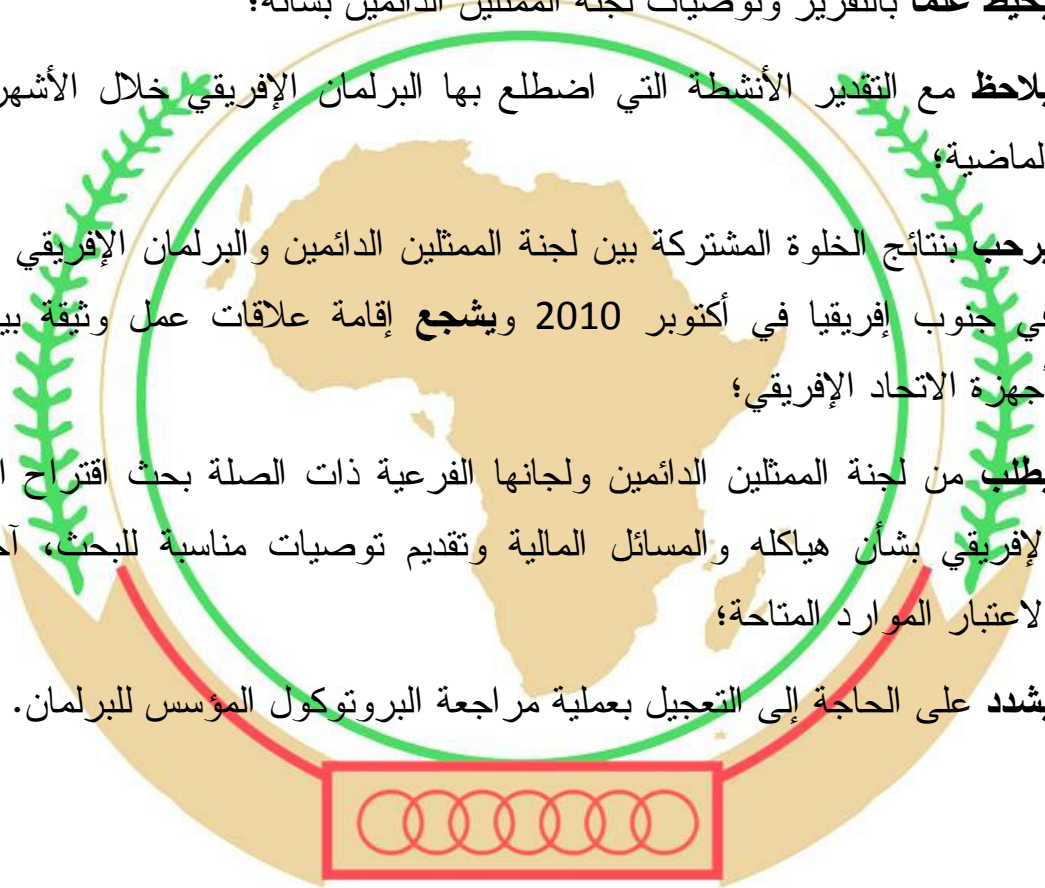 يحيط علما بالتقرير وتوصيات لجنة الممثلين الدائمين بشأنه؛
يلاحظ مع التقدير الأنشطة التي اضطلع بها البرلمان الإفريقي خلال الأشهر
لماضية؛
يرحب بنتائج الخلوة المشتركة بين لجنة الممثلين الدائمين والبرلمان الإفريقي
في جنوب إفريقيا في أكتوبر 2010 ويشجع إقامة علاقات عمل وثيقة بين
أجهزة الاتحاد الإفريقي؛
يطلب من لجنة الممثلين الدائمين ولجانها الفرعية ذات الصلة بحث اقتراح
لإفريقي بشأن هياكله والمسائل المالية وتقديم توصيات مناسبة للبحث،
لاعتبار الموارد المتاحة؛
يشدد على الحاجة إلى التعجيل بعملية مراجعة البروتوكول المؤسس للبرلمان.